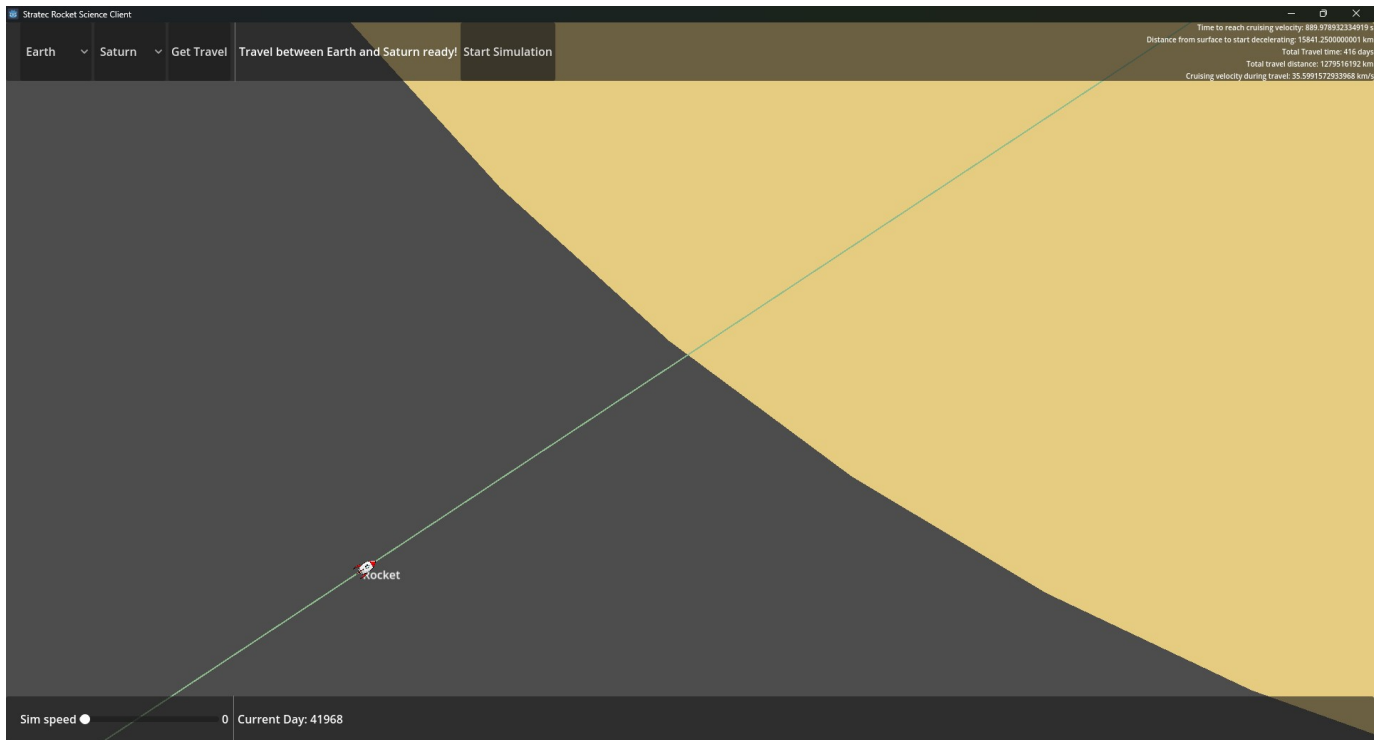 Stratec Rocket Science Client
Earth Saturn Get Travel Travel between Earth and Saturn ready! Start Simulation
Time to reach cruising velocity: 889.978932334919 s
Distance from surface to start decelerating: 15841.2500000001 km
Total Travel time: 416 days
Total travel distance: 1279516192 km
Cruising velocity during travel: 35.5991572933968 km/s
Rocket
Sim speed 0 Current Day: 41968